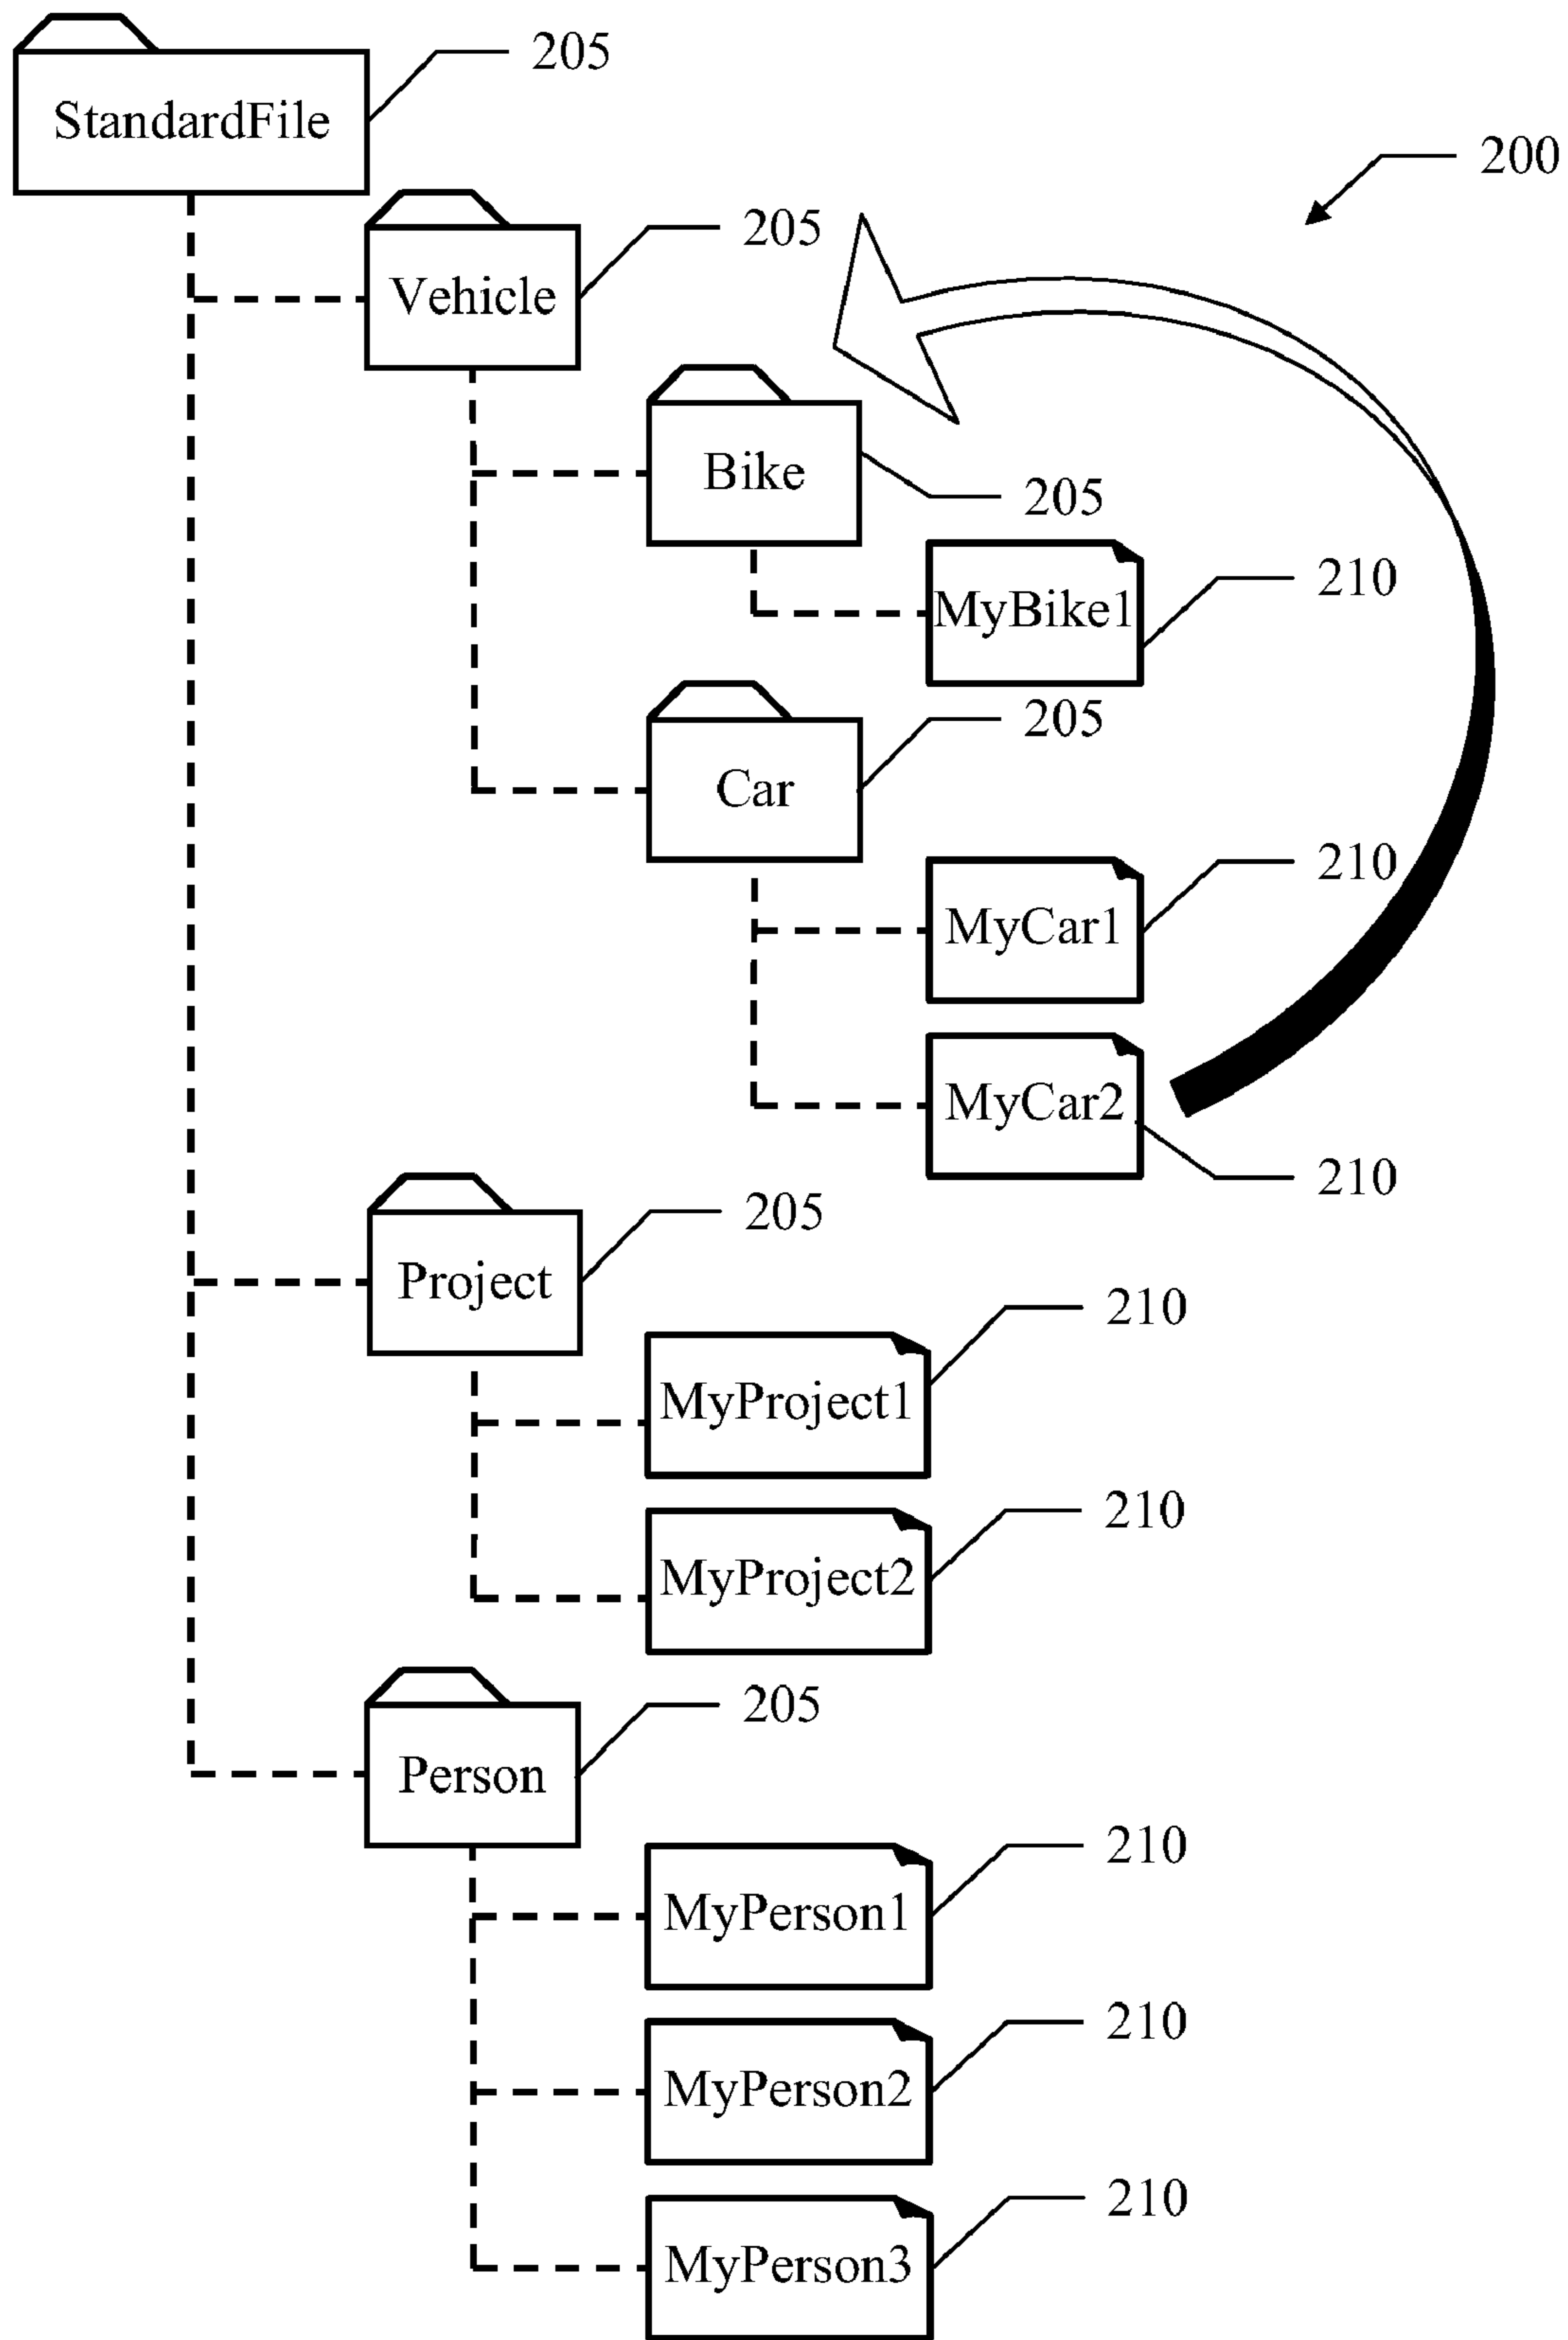 205
StandardFile
200
205
Vehicle
Bike
205
210
MyBike1
205
Car
210
MyCar1
MyCar2
210
205
Project
210
MyProject1
210
MyProject2
205
Person
210
MyPerson1
210
MyPerson2
210
MyPerson3